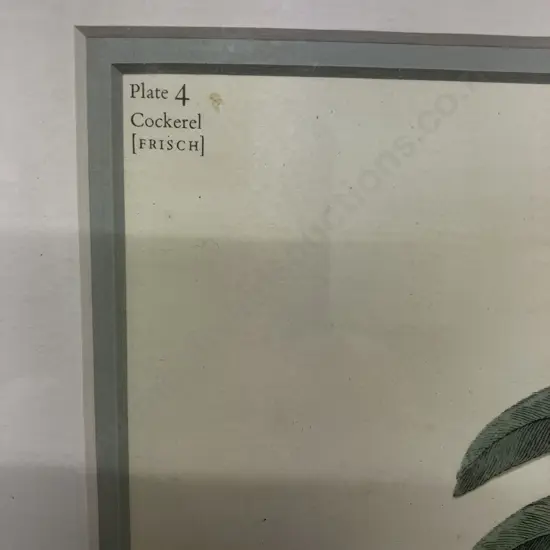 Plate 4
Cockerel
[FRISCH]